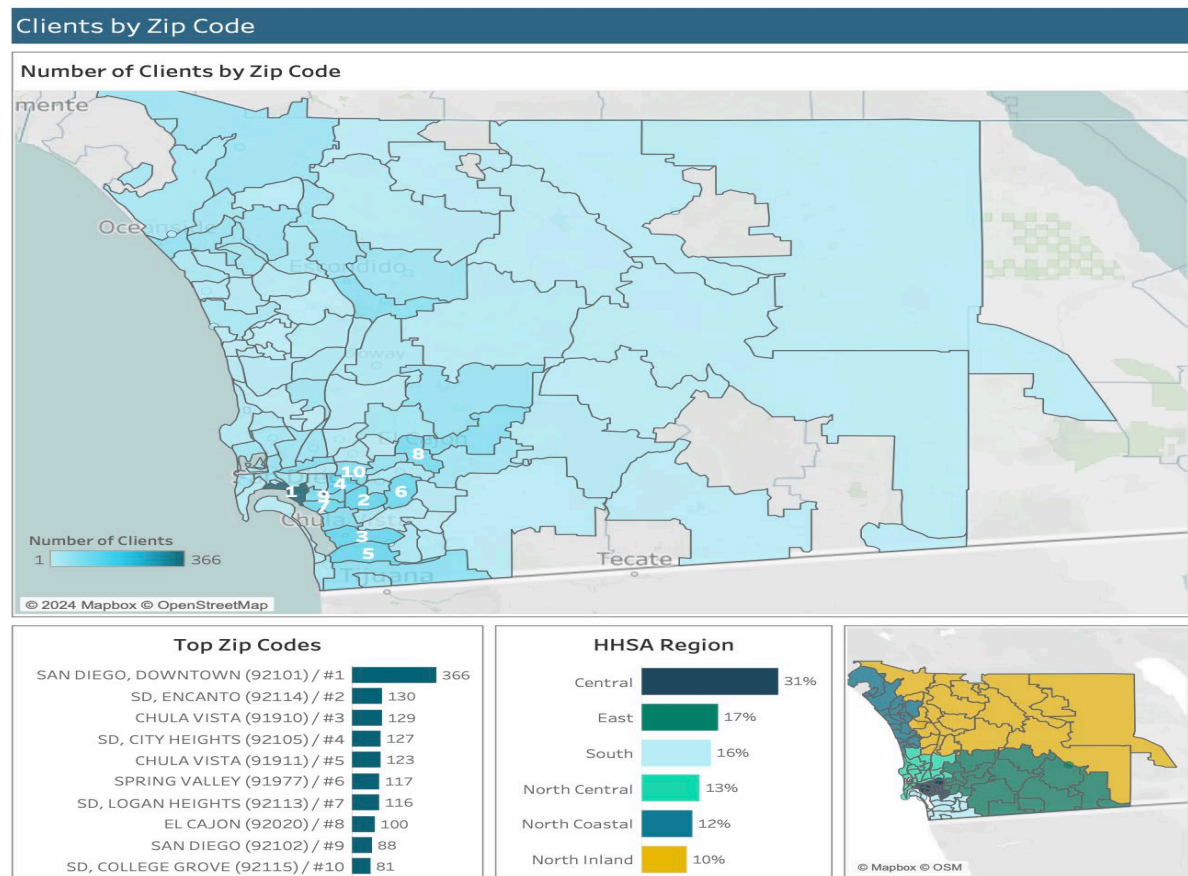 Clients by Zip Code
Number of Clients by Zip Code
mente
Oceanside
Escondido
Poway
El Cajon
8
10
4
1
9
2
6
7
Chula Vista
3
5
Number of Clients
1 366
Tecate
Tijuana
© 2024 Mapbox © OpenStreetMap
Top Zip Codes
SAN DIEGO, DOWNTOWN (92101) / #1 366
SD, ENCANTO (92114) / #2 130
CHULA VISTA (91910) / #3 129
SD, CITY HEIGHTS (92105) / #4 127
CHULA VISTA (91911) / #5 123
SPRING VALLEY (91977) / #6 117
SD, LOGAN HEIGHTS (92113) / #7 116
EL CAJON (92020) / #8 100
SAN DIEGO (92102) / #9 88
SD, COLLEGE GROVE (92115) / #10 81
HHSA Region
Central 31%
East 17%
South 16%
North Central 13%
North Coastal 12%
North Inland 10%
© Mapbox © OSM